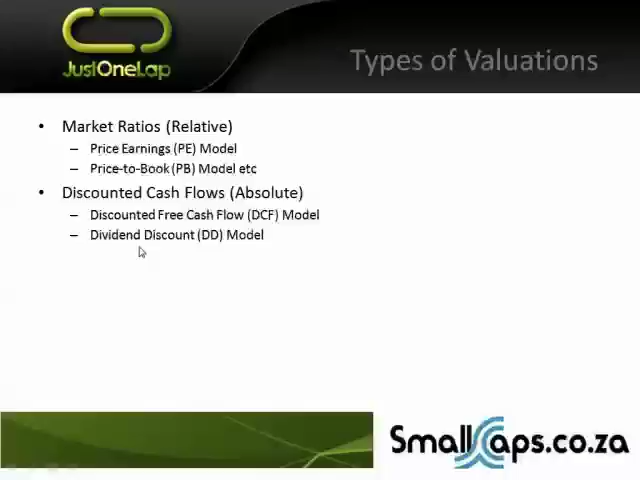 JustOneLap
Types of Valuations
• Market Ratios (Relative)
– Price Earnings (PE) Model
– Price-to-Book (PB) Model etc
• Discounted Cash Flows (Absolute)
– Discounted Free Cash Flow (DCF) Model
– Dividend Discount (DD) Model
SmallCaps.co.za